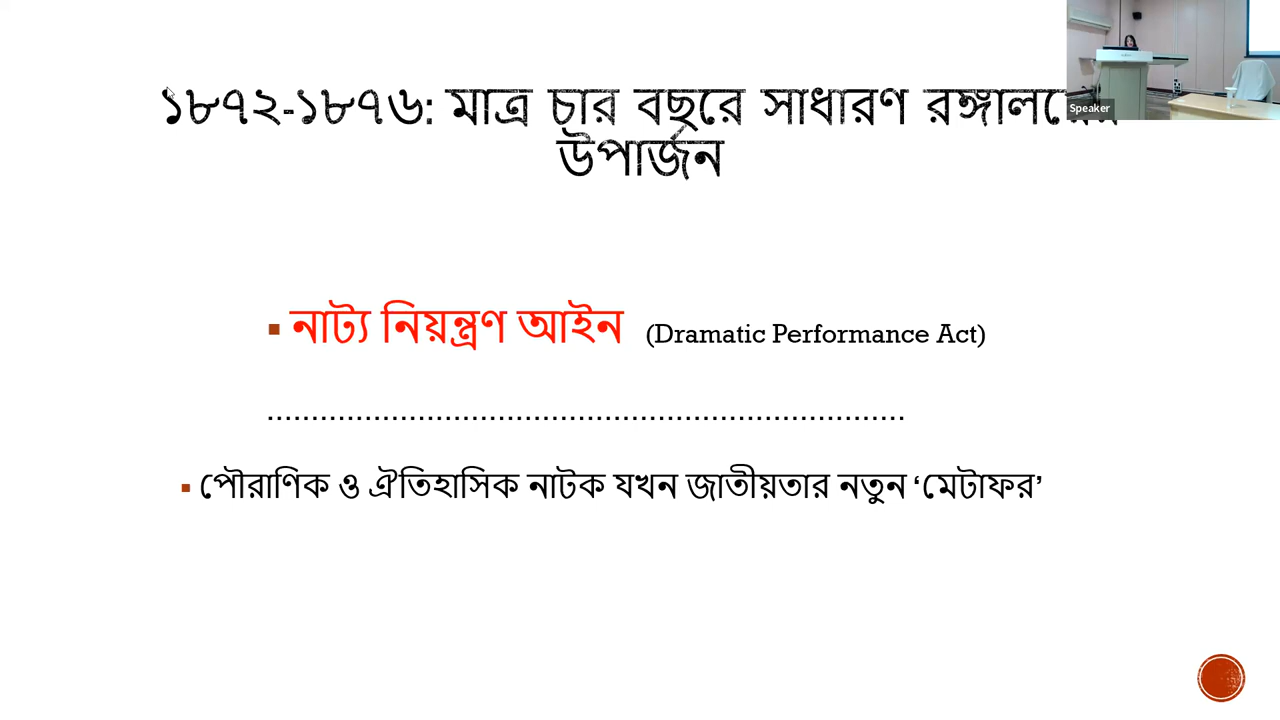 ১৮৭২-১৮৭৬: মাত্র চার বছরে সাধারণ রঙ্গালয়ের
উপার্জন
Speaker
▪ নাট্য নিয়ন্ত্রণ আইন (Dramatic Performance Act)
........................................................................
▪ পৌরাণিক ও ঐতিহাসিক নাটক যখন জাতীয়তার নতুন ‘মেটাফর’